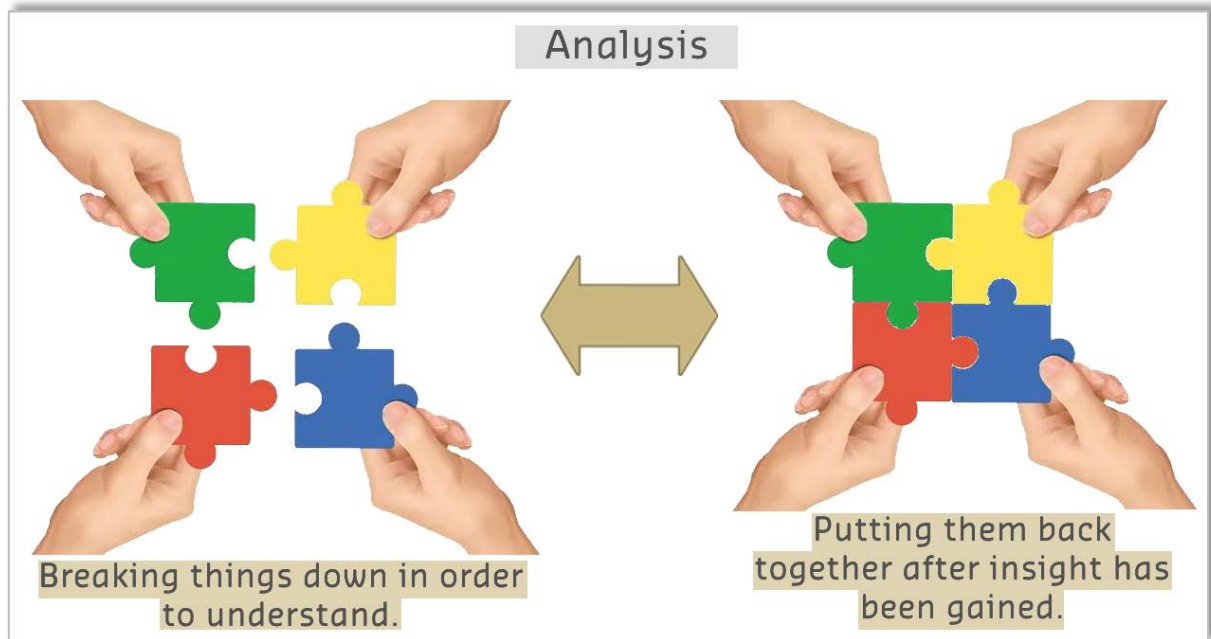 Analysis
Breaking things down in order
to understand.
Putting them back
together after insight has
been gained.